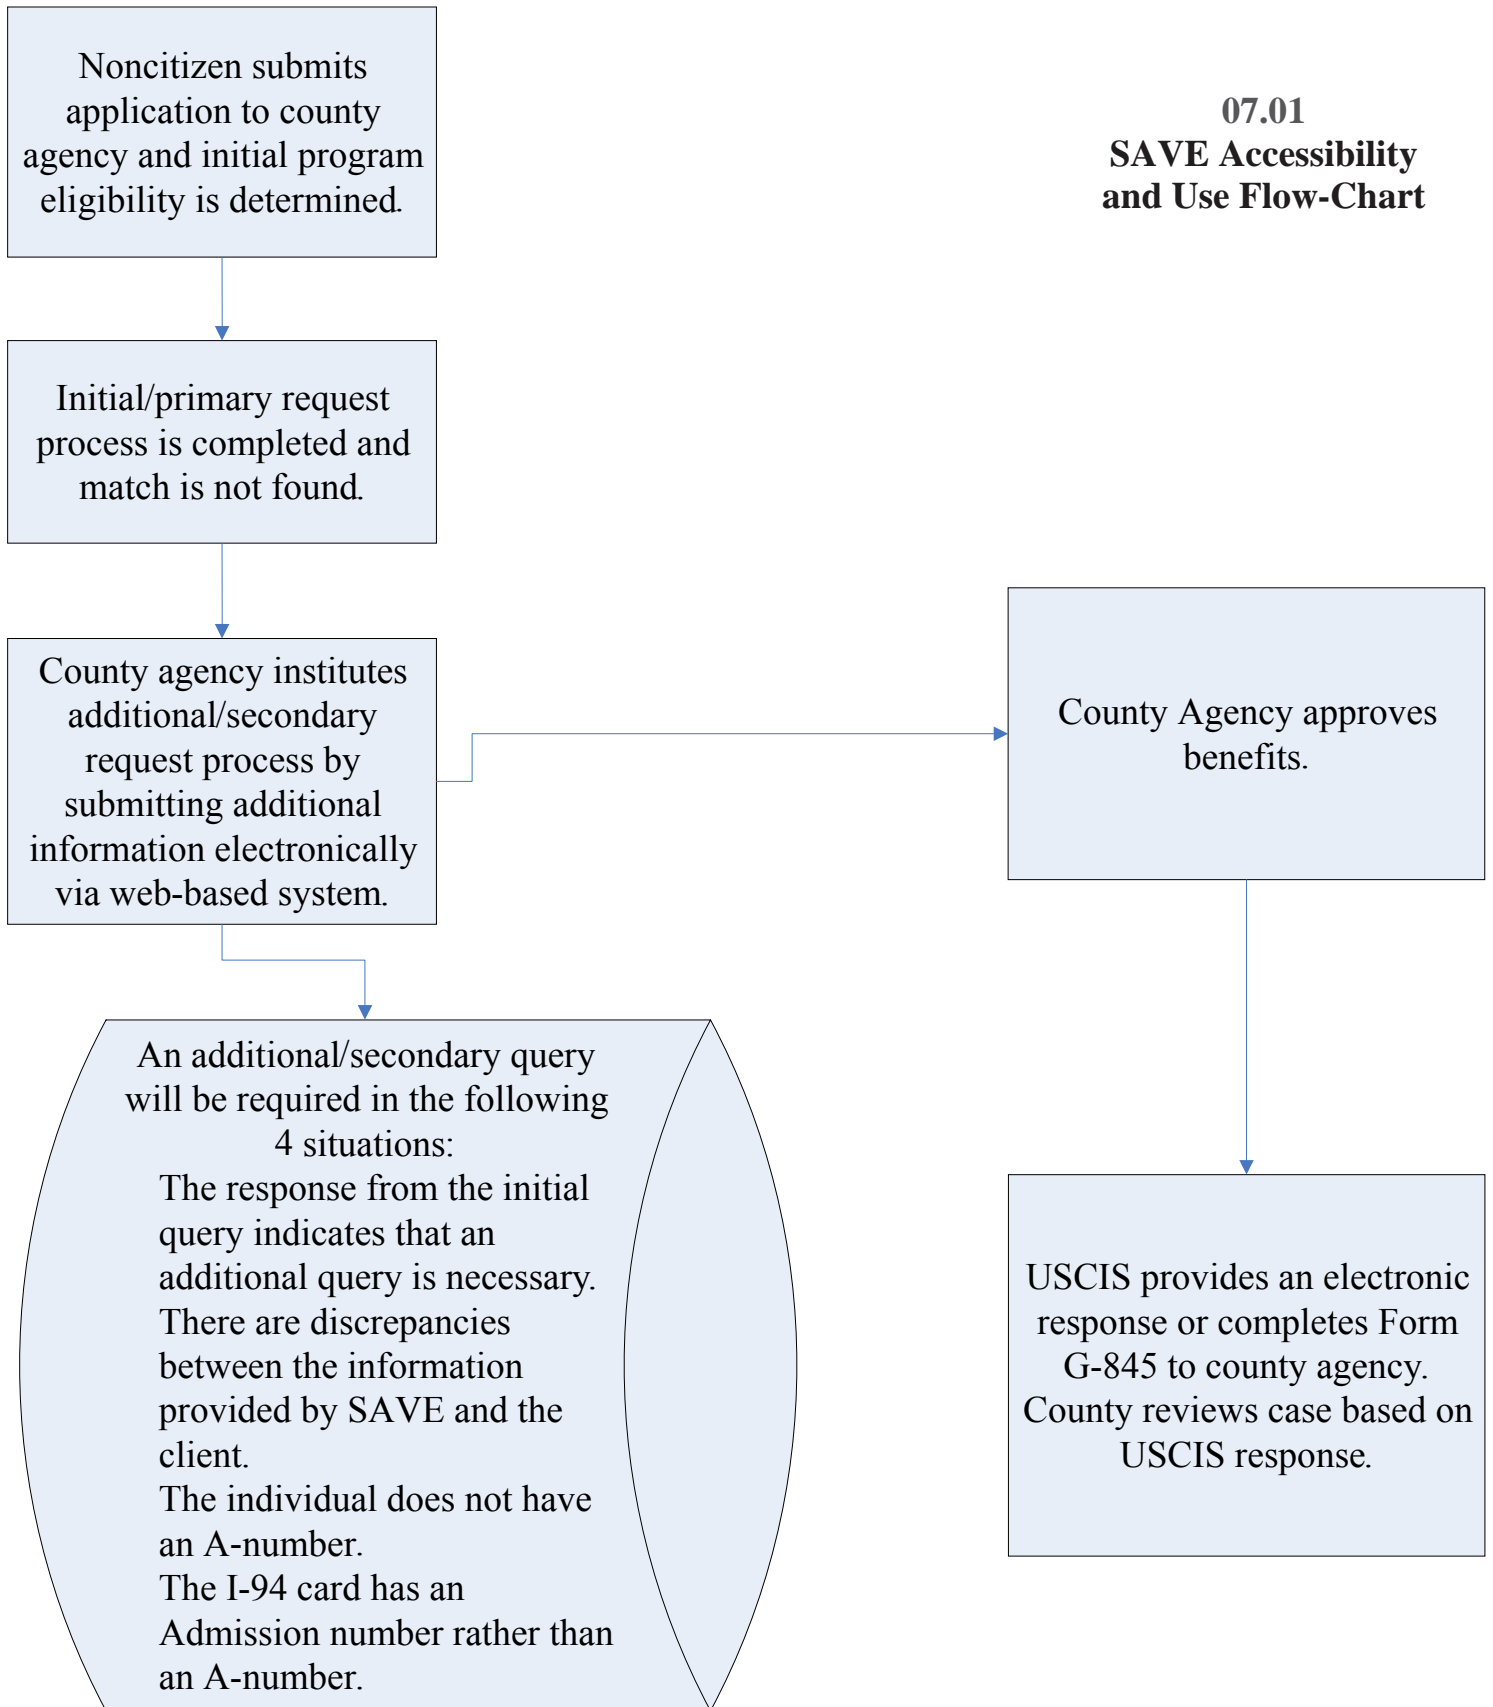 Noncitizen submits
application to county
agency and initial program
eligibility is determined.
07.01
SAVE Accessibility
and Use Flow-Chart
Initial/primary request
process is completed and
match is not found.
County agency institutes
additional/secondary
request process by
submitting additional
information electronically
via web-based system.
County Agency approves
benefits.
An additional/secondary query
will be required in the following
4 situations:
The response from the initial
query indicates that an
additional query is necessary.
There are discrepancies
between the information
provided by SAVE and the
client.
The individual does not have
an A-number.
The I-94 card has an
Admission number rather than
an A-number.
USCIS provides an electronic
response or completes Form
G-845 to county agency.
County reviews case based on
USCIS response.